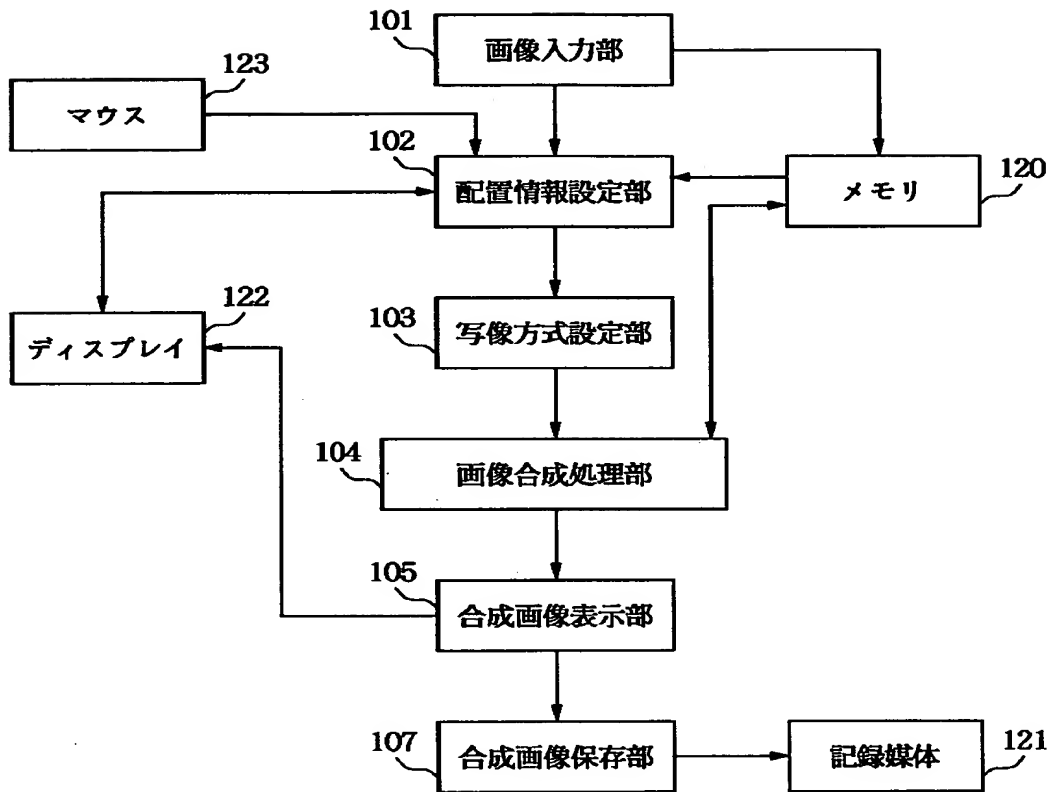 101
画像入力部
123
マウス
102
配置情報設定部
メモリ
120
122
ディスプレイ
103
写像方式設定部
104
画像合成処理部
105
合成画像表示部
107
合成画像保存部
記録媒体
121